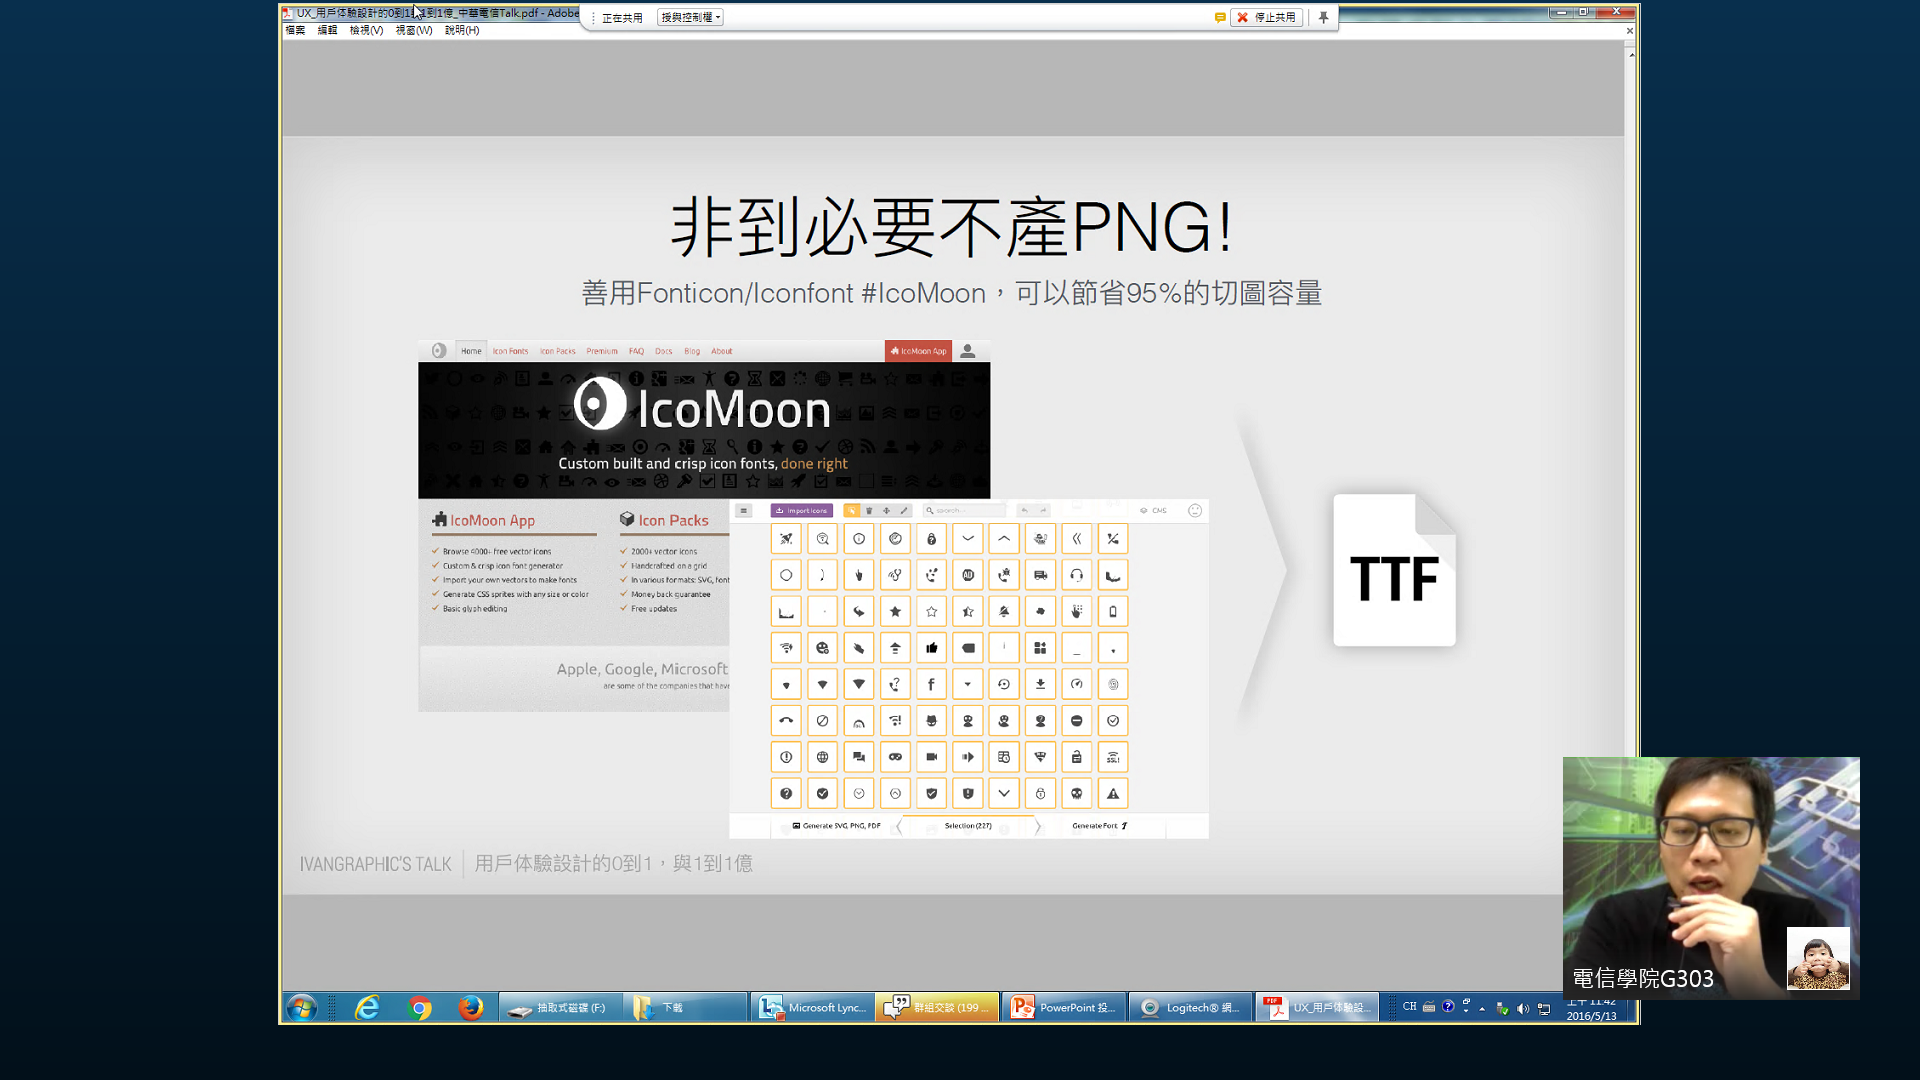 UX_用戶体驗設計的0到1與1到1億_中華電信Talk.pdf - Adobe
正在共用
授與控制權
停止共用
檔案 編輯 檢視(V) 視窗(W) 說明(H)
非到必要不產PNG!
善用Fonticon/Iconfont #IcoMoon，可以節省95%的切圖容量
Home Icon Fonts Icon Packs Premium FAQ Docs Blog About
IcoMoon App
IcoMoon
Custom built and crisp icon fonts, done right
IcoMoon App
Browse 4000+ free vector icons
Custom & crisp icon font generator
Import your own vectors to make fonts
Generate CSS sprites with any size or color
Basic glyph editing
Icon Packs
2000+ vector icons
Handcrafted on a grid
In various formats: SVG, font
Money back guarantee
Free updates
Apple, Google, Microsoft
are some of the companies that have
Import Icons
search...
CMS
Generate SVG, PNG, PDF
Selection (227)
Generate Font
TTF
IVANGRAPHIC'S TALK
用戶体驗設計的0到1，與1到1億
電信學院G303
抽取式磁碟 (F:)
下載
Microsoft Lync...
群組交談 (199 ...
PowerPoint 投...
Logitech® 網...
UX_用戶体驗設...
CH
上午 11:42
2016/5/13